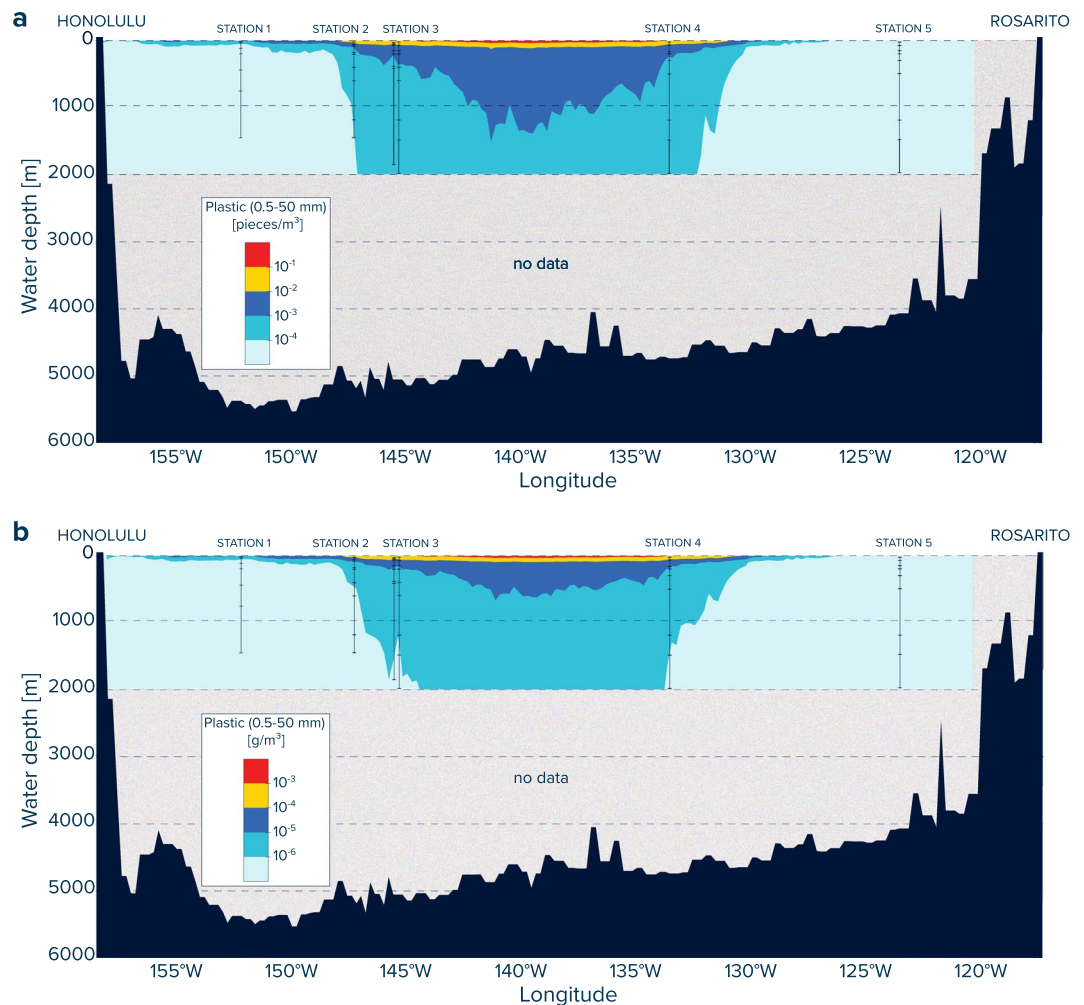 a
HONOLULU
ROSARITO
STATION 1
STATION 2
STATION 3
STATION 4
STATION 5
0
1000
2000
3000
4000
5000
6000
Water depth [m]
Plastic (0.5-50 mm)
[pieces/m³]
10⁻¹
10⁻²
10⁻³
10⁻⁴
no data
155°W
150°W
145°W
140°W
135°W
130°W
125°W
120°W
Longitude
b
HONOLULU
ROSARITO
STATION 1
STATION 2
STATION 3
STATION 4
STATION 5
0
1000
2000
3000
4000
5000
6000
Water depth [m]
Plastic (0.5-50 mm)
[g/m³]
10⁻³
10⁻⁴
10⁻⁵
10⁻⁶
no data
155°W
150°W
145°W
140°W
135°W
130°W
125°W
120°W
Longitude